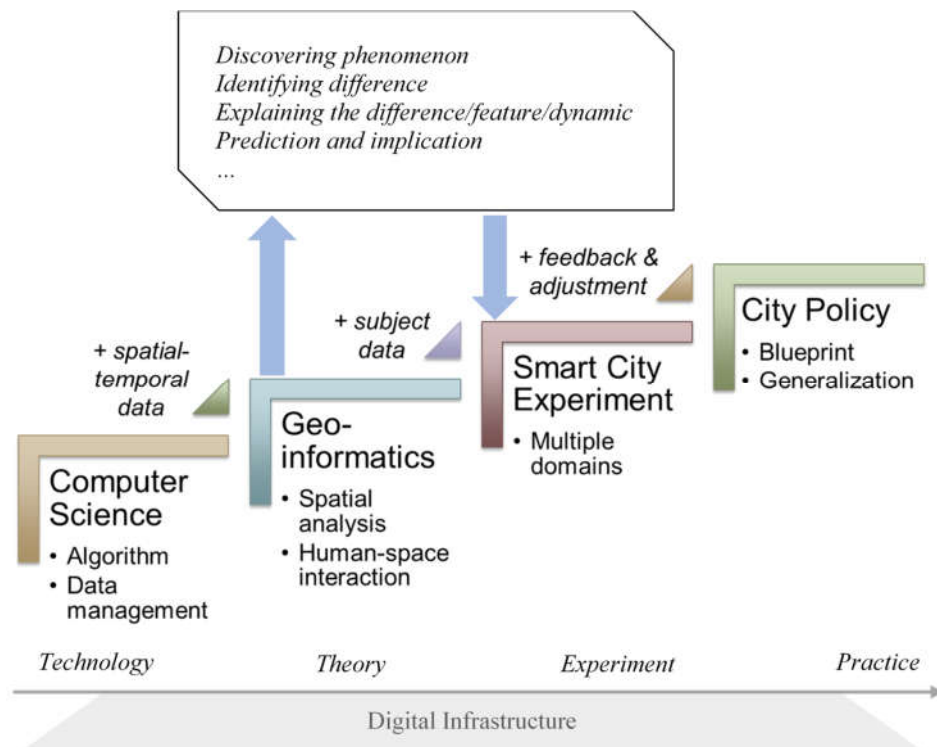 Discovering phenomenon
Identifying difference
Explaining the difference/feature/dynamic
Prediction and implication
...
+ spatial-
temporal
data
+ subject
data
+ feedback &
adjustment
Computer
Science
• Algorithm
• Data
management
Geo-
informatics
• Spatial
analysis
• Human-space
interaction
Smart City
Experiment
• Multiple
domains
City Policy
• Blueprint
• Generalization
Technology
Theory
Experiment
Practice
Digital Infrastructure